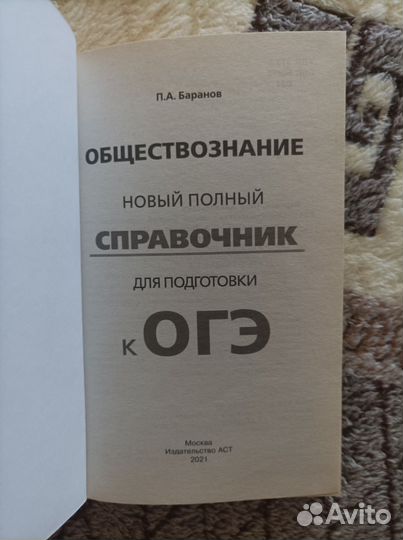 П.А. Баранов
ОБЩЕСТВОЗНАНИЕ
НОВЫЙ ПОЛНЫЙ
СПРАВОЧНИК
ДЛЯ ПОДГОТОВКИ
К ОГЭ
Москва
Издательство АСТ
2021
Avito